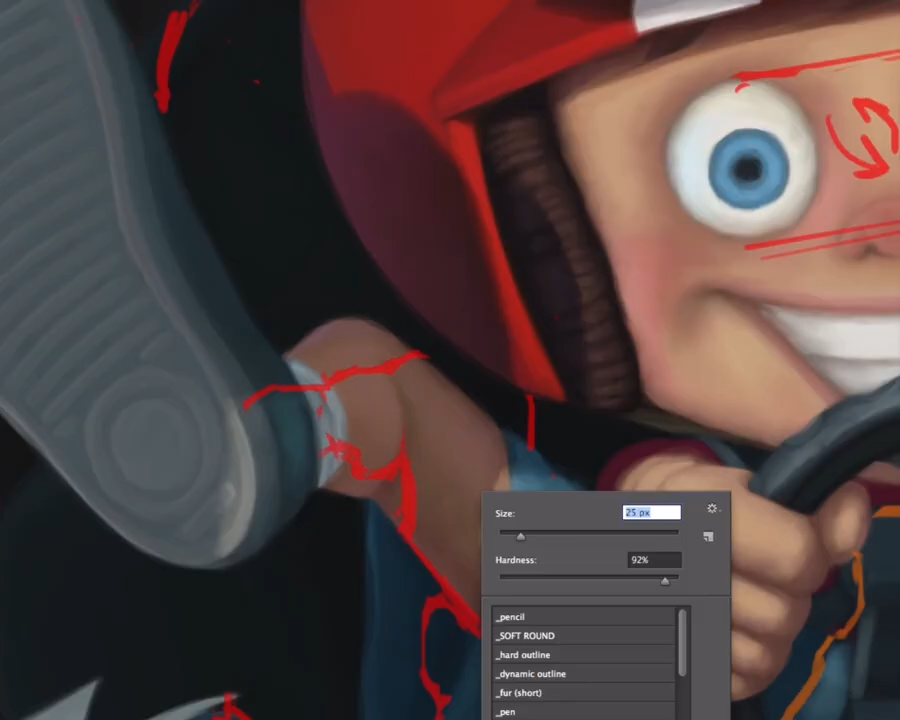 Size: 25 px
Hardness: 92%
_pencil
_SOFT ROUND
_hard outline
_dynamic outline
_fur (short)
_pen